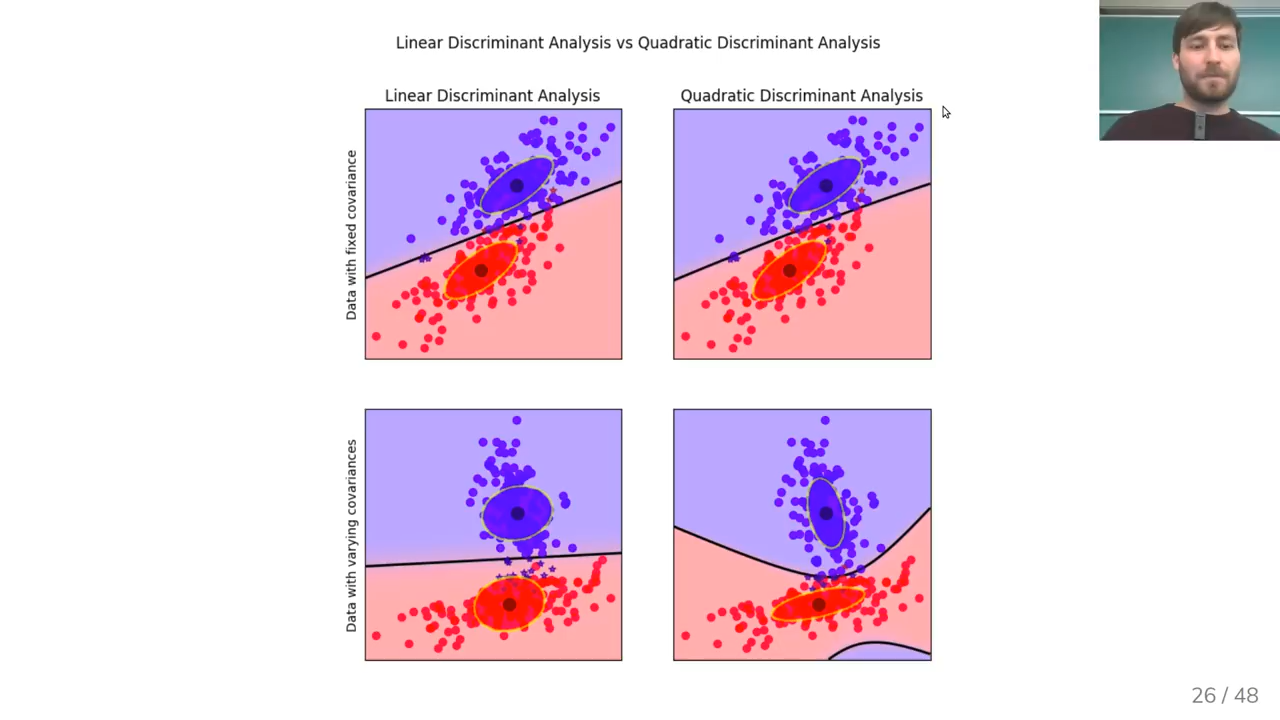 Linear Discriminant Analysis vs Quadratic Discriminant Analysis
Linear Discriminant Analysis
Quadratic Discriminant Analysis
Data with fixed covariance
Data with varying covariances
26 / 48